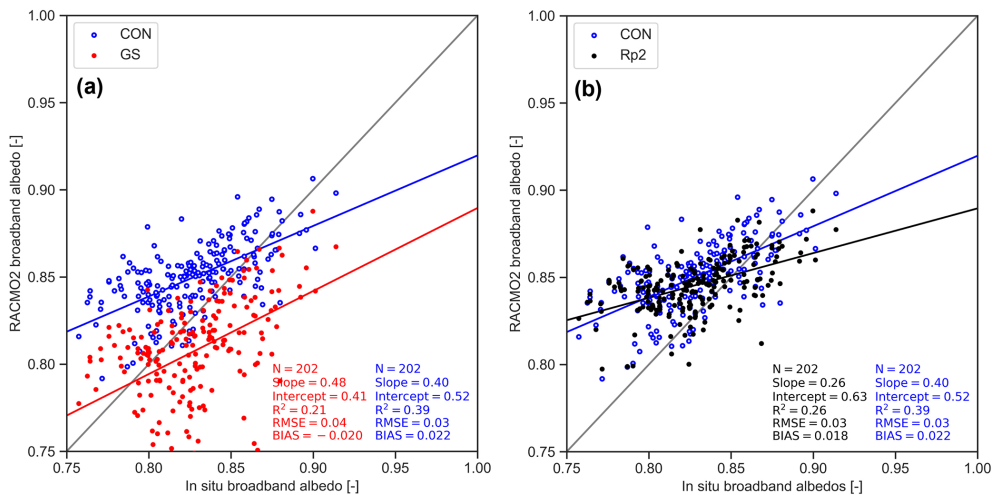 CON
GS
(a)
1.00
0.95
0.90
0.85
0.80
0.75
RACMO2 broadband albedo [-]
N = 202
Slope = 0.48
Intercept = 0.41
R² = 0.21
RMSE = 0.04
BIAS = −0.020
N = 202
Slope = 0.40
Intercept = 0.52
R² = 0.39
RMSE = 0.03
BIAS = 0.022
0.75 0.80 0.85 0.90 0.95 1.00
In situ broadband albedo [-]
CON
Rp2
(b)
1.00
0.95
0.90
0.85
0.80
0.75
RACMO2 broadband albedo [-]
N = 202
Slope = 0.26
Intercept = 0.63
R² = 0.26
RMSE = 0.03
BIAS = 0.018
N = 202
Slope = 0.40
Intercept = 0.52
R² = 0.39
RMSE = 0.03
BIAS = 0.022
0.75 0.80 0.85 0.90 0.95 1.00
In situ broadband albedos [-]